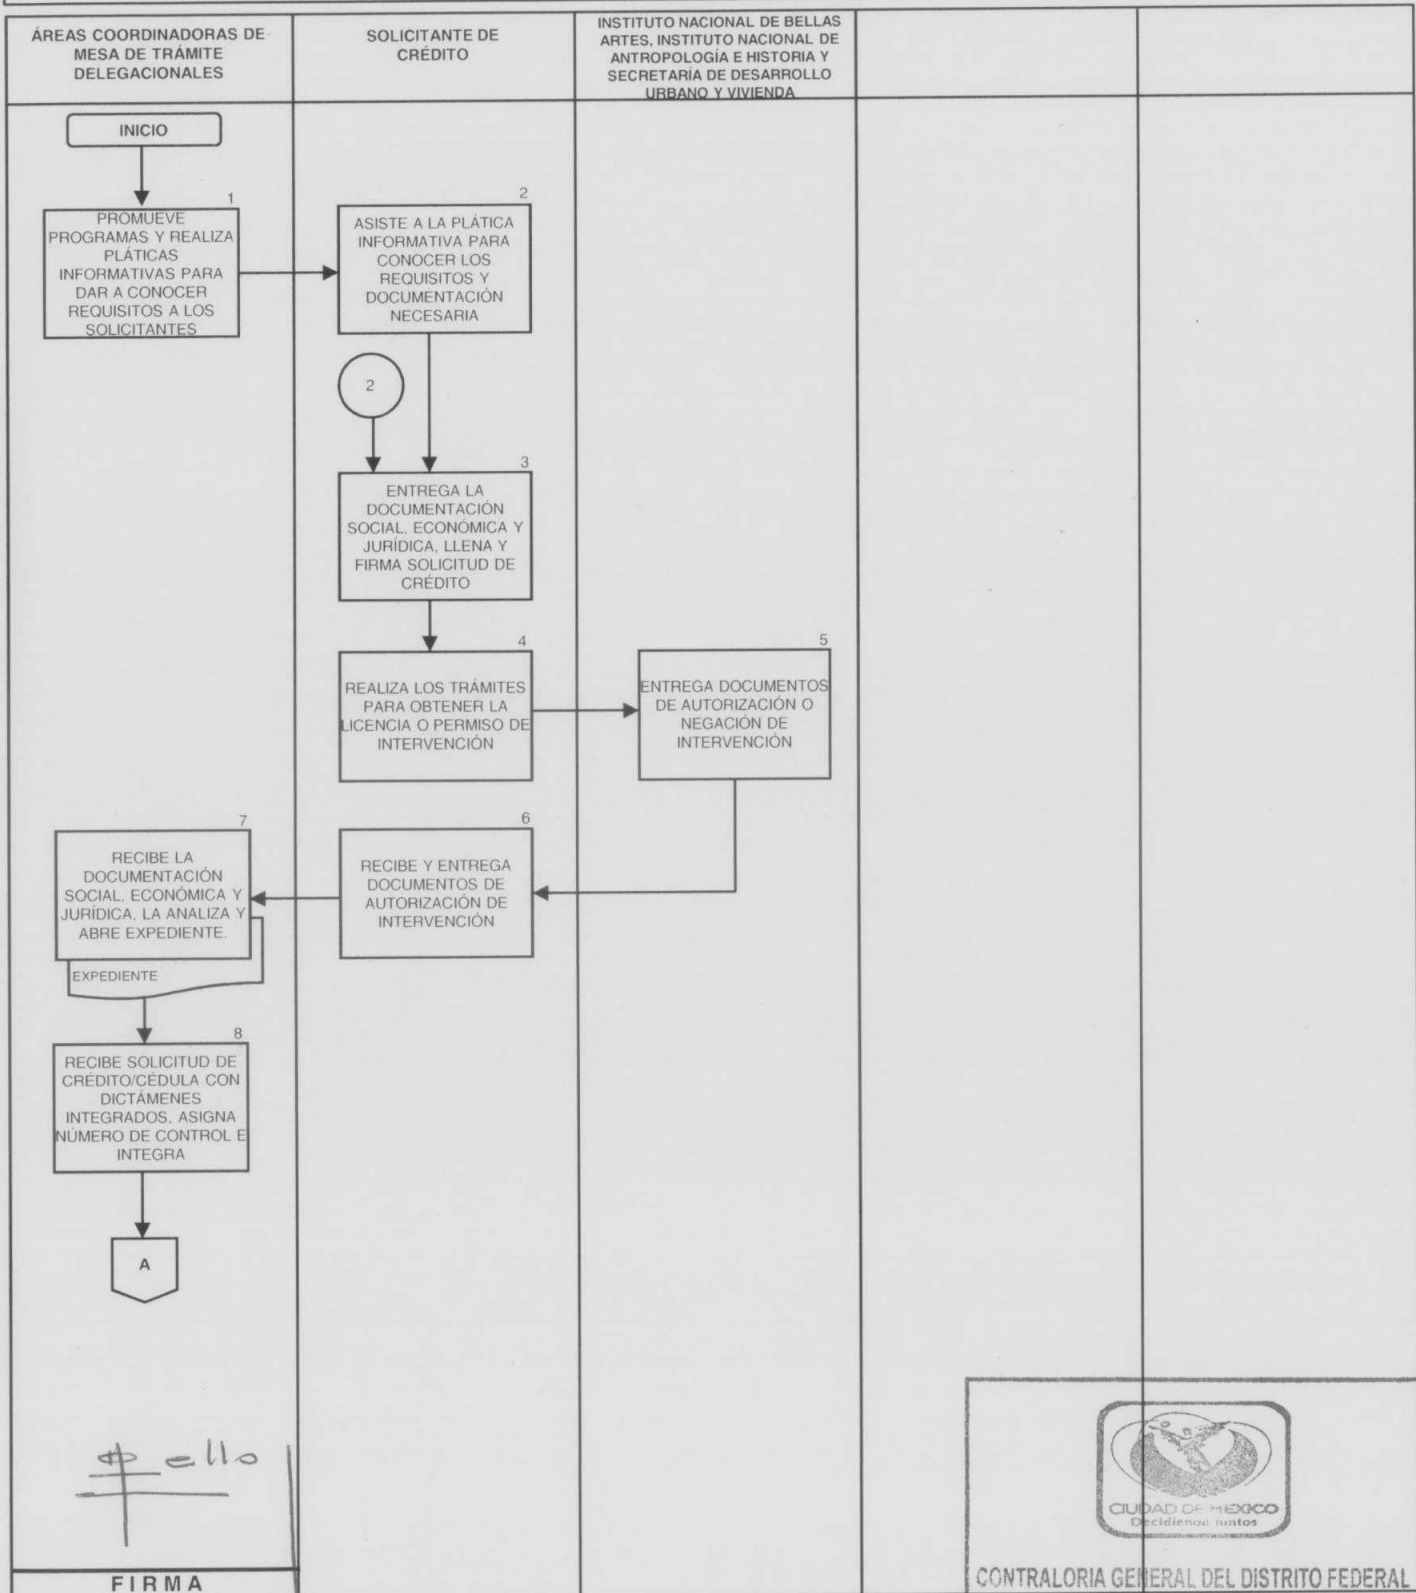 ÁREAS COORDINADORAS DE
MESA DE TRÁMITE
DELEGACIONALES
SOLICITANTE DE
CRÉDITO
INSTITUTO NACIONAL DE BELLAS
ARTES, INSTITUTO NACIONAL DE
ANTROPOLOGÍA E HISTORIA Y
SECRETARÍA DE DESARROLLO
URBANO Y VIVIENDA
INICIO
1
PROMUEVE
PROGRAMAS Y REALIZA
PLÁTICAS
INFORMATIVAS PARA
DAR A CONOCER
REQUISITOS A LOS
SOLICITANTES
2
ASISTE A LA PLÁTICA
INFORMATIVA PARA
CONOCER LOS
REQUISITOS Y
DOCUMENTACIÓN
NECESARIA
2
3
ENTREGA LA
DOCUMENTACIÓN
SOCIAL, ECONÓMICA Y
JURÍDICA, LLENA Y
FIRMA SOLICITUD DE
CRÉDITO
4
REALIZA LOS TRÁMITES
PARA OBTENER LA
LICENCIA O PERMISO DE
INTERVENCIÓN
5
ENTREGA DOCUMENTOS
DE AUTORIZACIÓN O
NEGACIÓN DE
INTERVENCIÓN
6
RECIBE Y ENTREGA
DOCUMENTOS DE
AUTORIZACIÓN DE
INTERVENCIÓN
7
RECIBE LA
DOCUMENTACIÓN
SOCIAL, ECONÓMICA Y
JURÍDICA, LA ANALIZA Y
ABRE EXPEDIENTE.
EXPEDIENTE
8
RECIBE SOLICITUD DE
CRÉDITO/CÉDULA CON
DICTÁMENES
INTEGRADOS, ASIGNA
NÚMERO DE CONTROL E
INTEGRA
A
FIRMA
CIUDAD DE MEXICO
Decidiendo juntos
CONTRALORIA GENERAL DEL DISTRITO FEDERAL